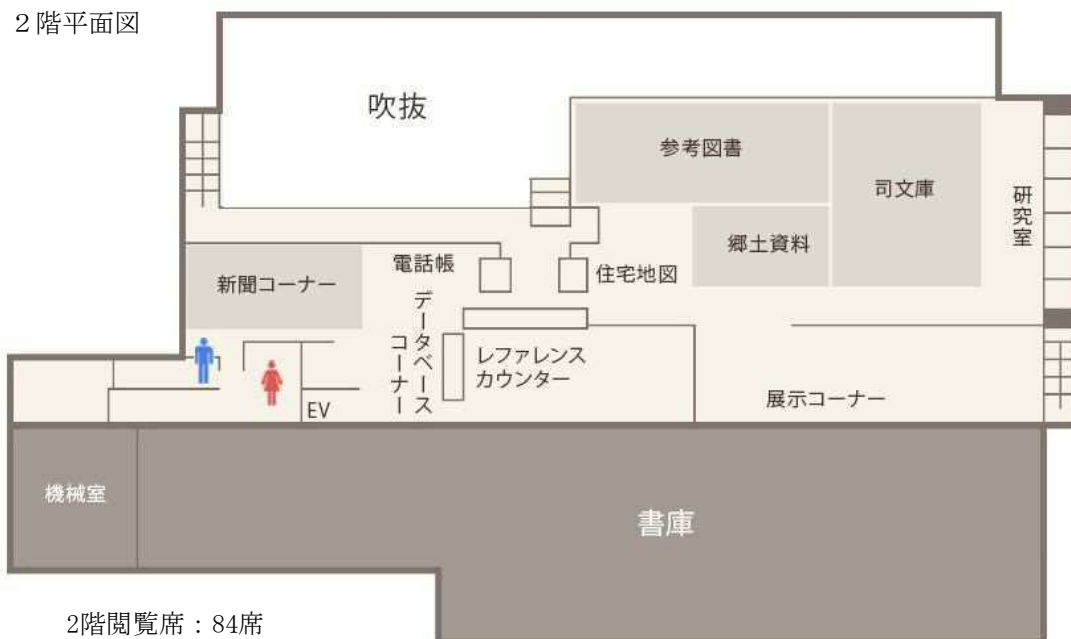 ２階平面図
吹抜
参考図書
司文庫
研究室
郷土資料
電話帳
住宅地図
新聞コーナー
データベース
コーナー
レファレンス
カウンター
展示コーナー
EV
機械室
書庫
2階閲覧席：84席